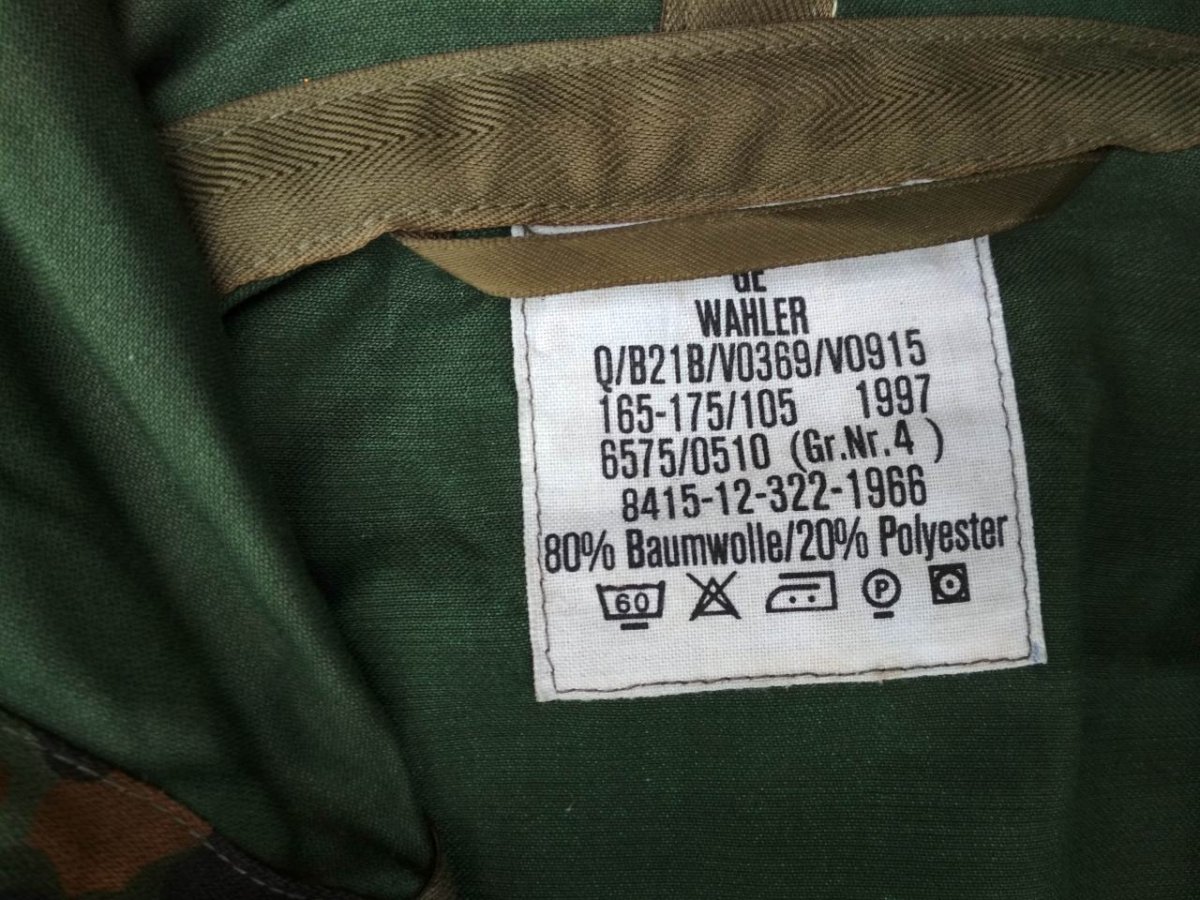 GE
WAHLER
Q/B21B/V0369/V0915
165-175/105 1997
6575/0510 (Gr.Nr.4 )
8415-12-322-1966
80% Baumwolle/20% Polyester
60 P